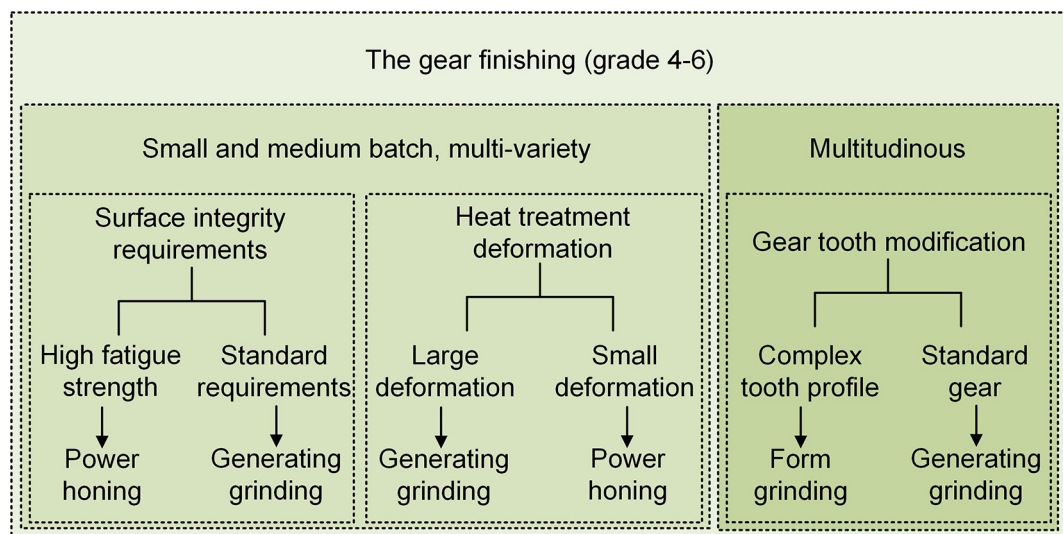 The gear finishing (grade 4-6)
Small and medium batch, multi-variety
Surface integrity
requirements
High fatigue
strength
Power
honing
Standard
requirements
Generating
grinding
Heat treatment
deformation
Large
deformation
Generating
grinding
Small
deformation
Power
honing
Multitudinous
Gear tooth modification
Complex
tooth profile
Form
grinding
Standard
gear
Generating
grinding